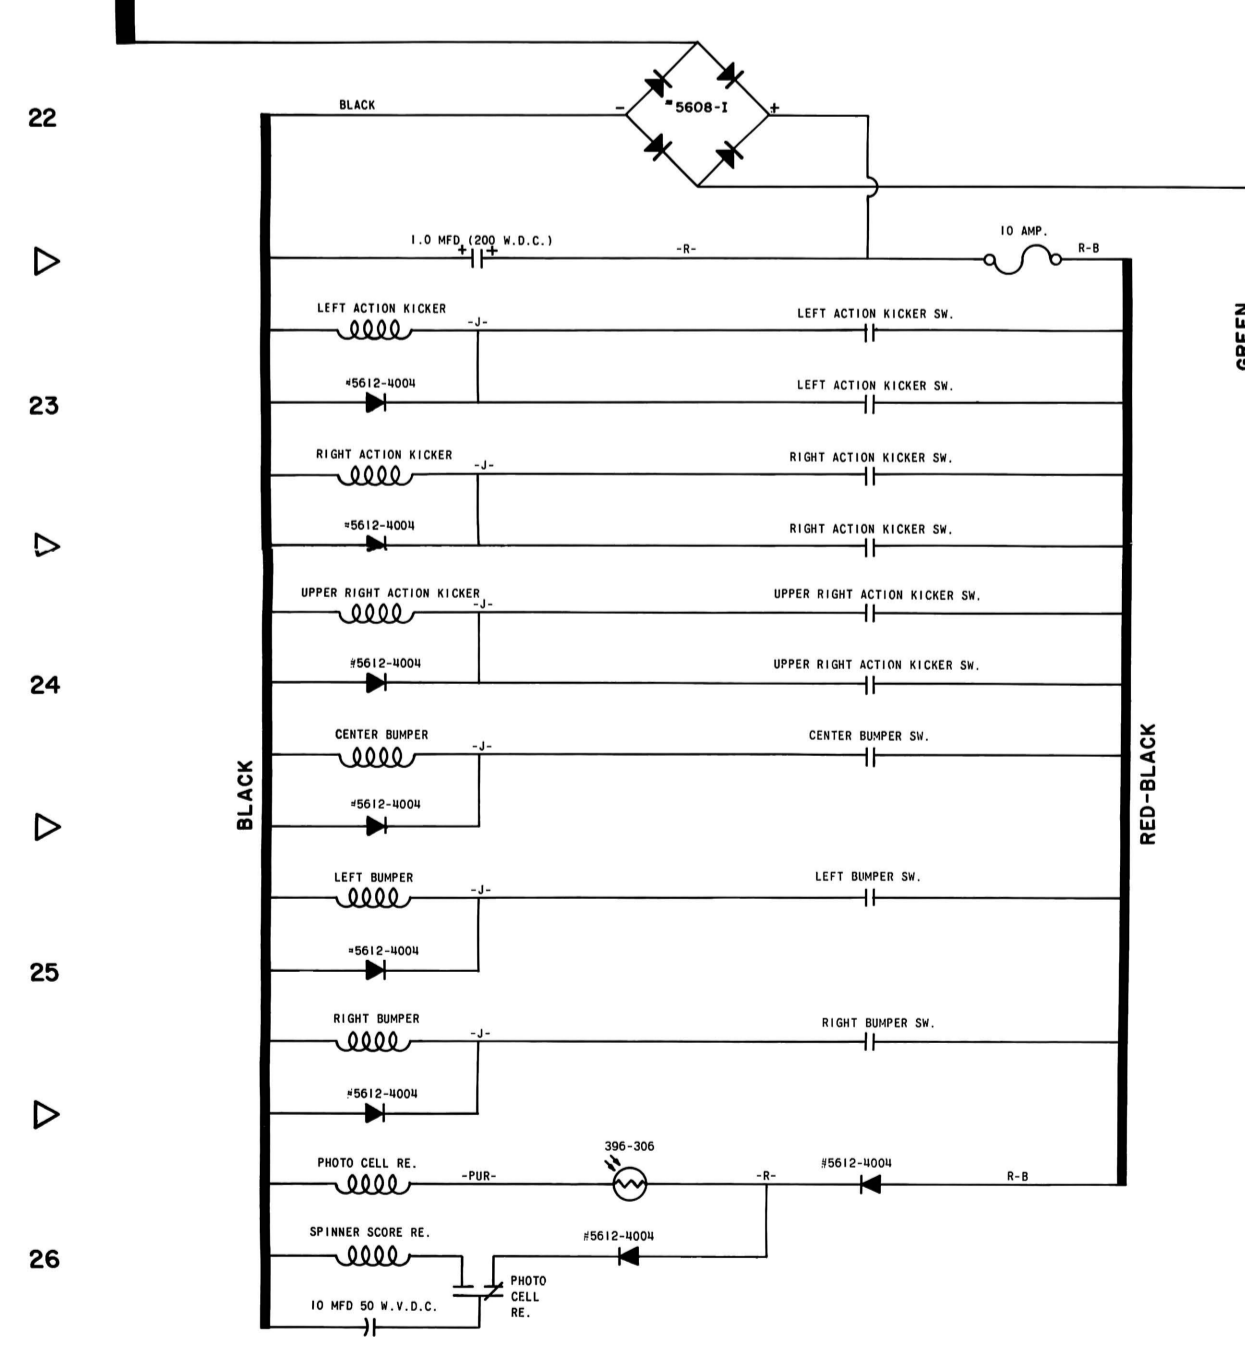 22
BLACK
- "5608-1 +
1.0 MFD (200 W.D.C.)
+ +
-R-
10 AMP.
R-B
GREEN
LEFT ACTION KICKER
-J-
LEFT ACTION KICKER SW.
23
#5612-4004
LEFT ACTION KICKER SW.
RIGHT ACTION KICKER
-J-
RIGHT ACTION KICKER SW.
#5612-4004
RIGHT ACTION KICKER SW.
UPPER RIGHT ACTION KICKER
-J-
UPPER RIGHT ACTION KICKER SW.
24
#5612-4004
UPPER RIGHT ACTION KICKER SW.
CENTER BUMPER
-J-
CENTER BUMPER SW.
BLACK
RED-BLACK
#5612-4004
LEFT BUMPER
-J-
LEFT BUMPER SW.
25
#5612-4004
RIGHT BUMPER
-J-
RIGHT BUMPER SW.
#5612-4004
396-306
PHOTO CELL RE.
-PUR-
-R-
#5612-4004
R-B
26
SPINNER SCORE RE.
#5612-4004
PHOTO
CELL
RE.
10 MFD 50 W.V.D.C.